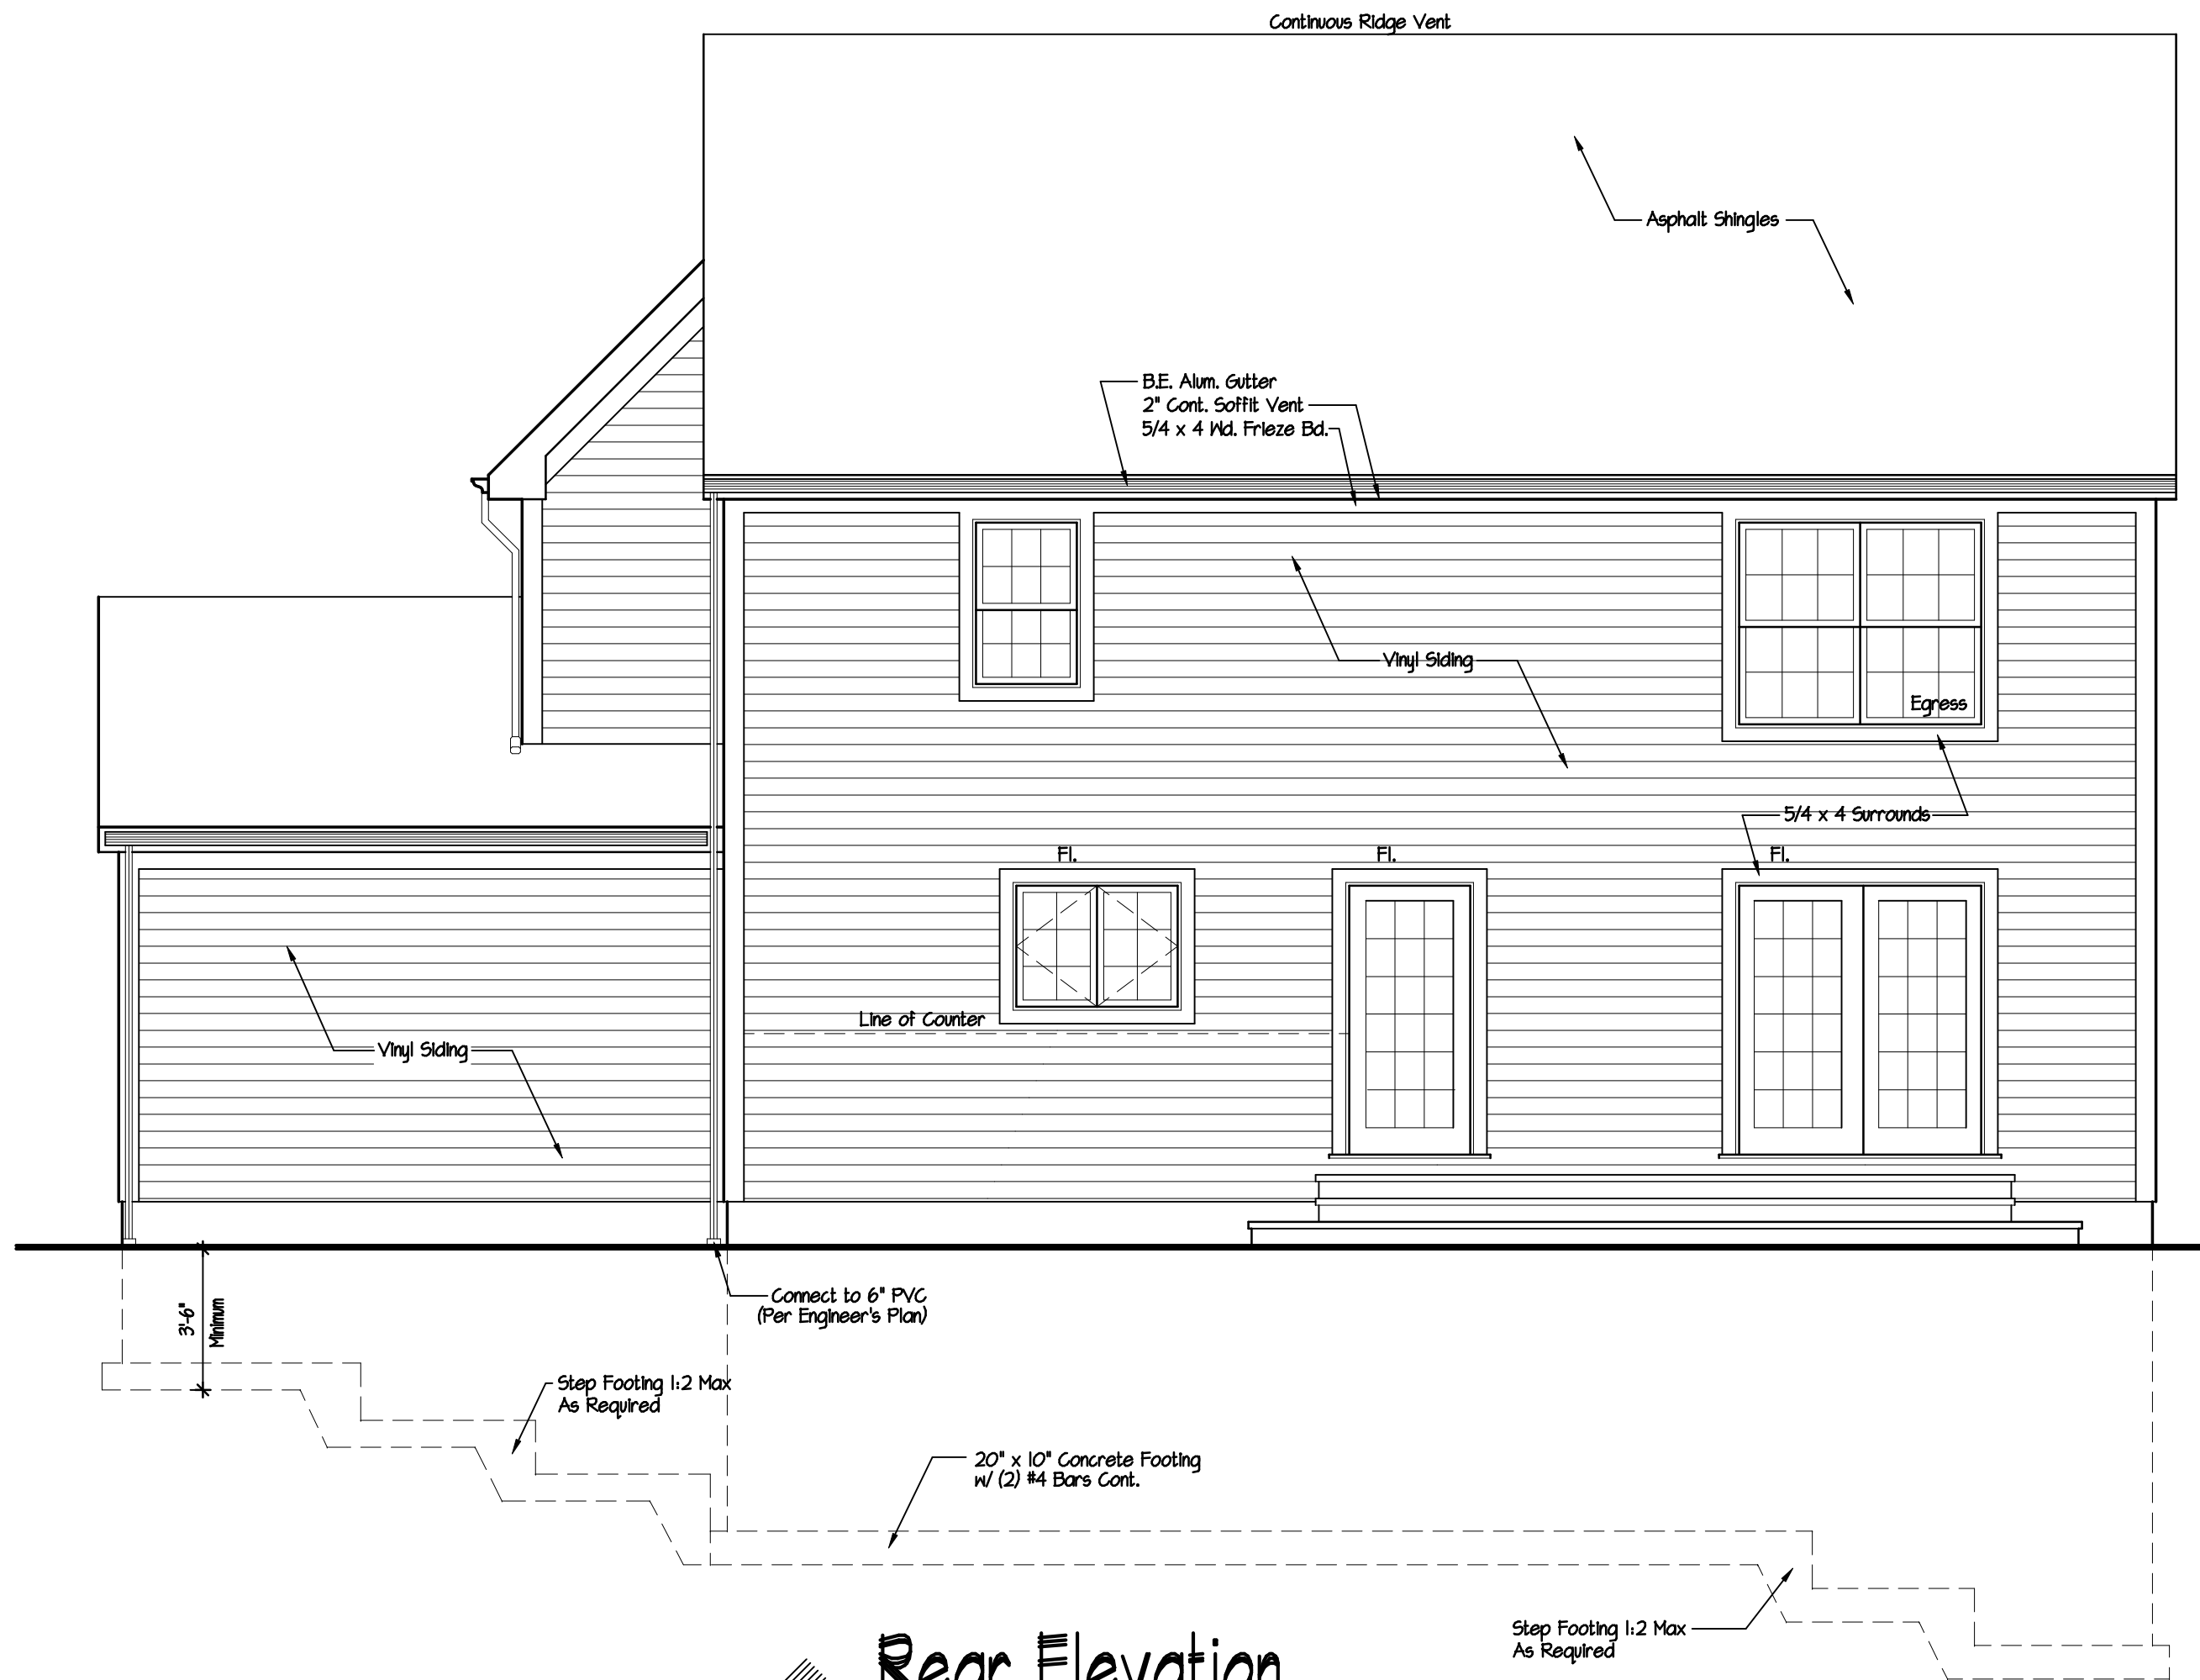 Continuous Ridge Vent
Asphalt Shingles
B.E. Alum. Gutter
2" Cont. Soffit Vent
5/4 x 4 Wd. Frieze Bd.
Vinyl Siding
Egress
5/4 x 4 Surrounds
Fl.
Fl.
Fl.
Line of Counter
Vinyl Siding
Connect to 6" PVC
(Per Engineer's Plan)
3'-6"
Minimum
Step Footing 1:2 Max
As Required
20" x 10" Concrete Footing
w/ (2) #4 Bars Cont.
Step Footing 1:2 Max
As Required
Rear Elevation